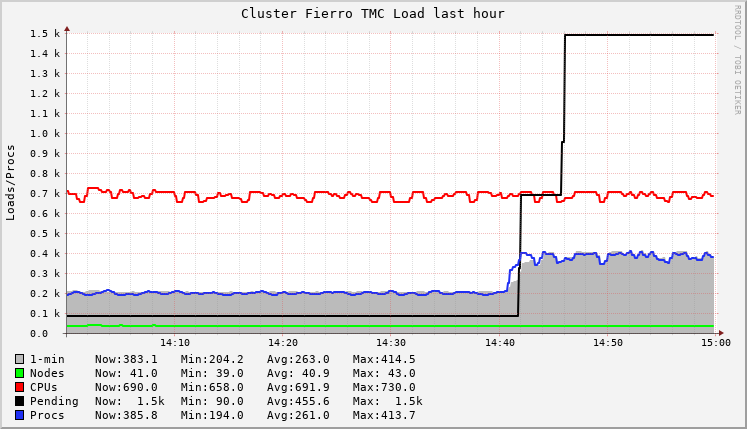 Cluster Fierro TMC Load last hour
RRDTOOL / TOBI OETIKER
Loads/Procs
1.5 k
1.4 k
1.3 k
1.2 k
1.1 k
1.0 k
0.9 k
0.8 k
0.7 k
0.6 k
0.5 k
0.4 k
0.3 k
0.2 k
0.1 k
0.0
14:10 14:20 14:30 14:40 14:50 15:00
1-min Now:383.1 Min:204.2 Avg:263.0 Max:414.5
Nodes Now: 41.0 Min: 39.0 Avg: 40.9 Max: 43.0
CPUs Now:690.0 Min:658.0 Avg:691.9 Max:730.0
Pending Now: 1.5k Min: 90.0 Avg:455.6 Max: 1.5k
Procs Now:385.8 Min:194.0 Avg:261.0 Max:413.7